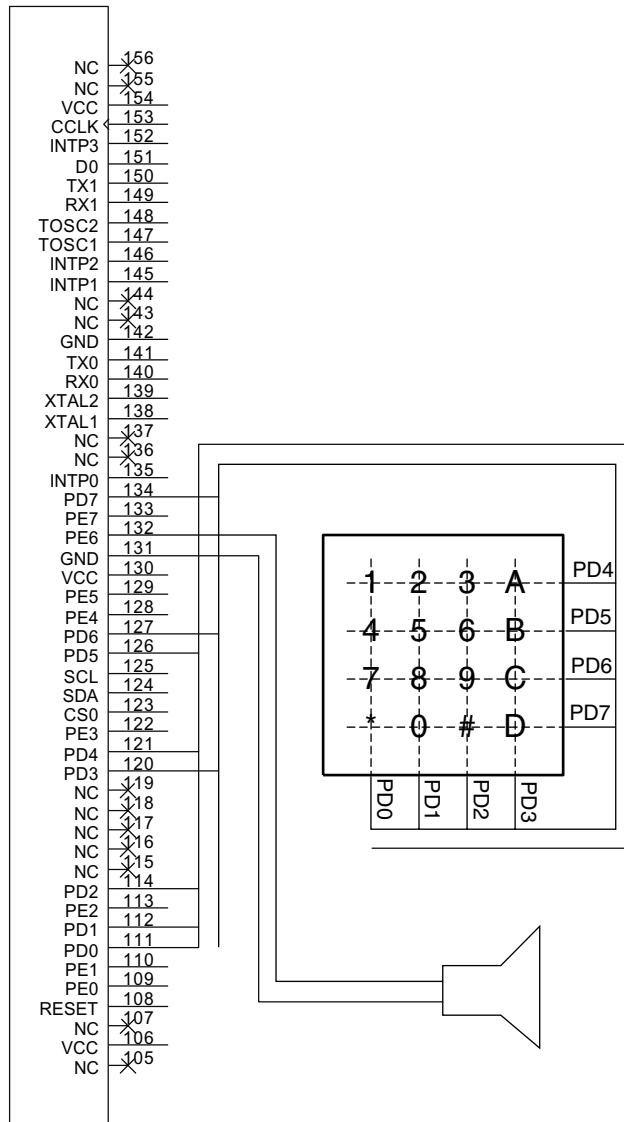 NC 156
NC 155
VCC 154
CCLK 153
INTP3 152
D0 151
TX1 150
RX1 149
TOSC2 148
TOSC1 147
INTP2 146
INTP1 145
NC 144
NC 143
GND 142
TX0 141
RX0 140
XTAL2 139
XTAL1 138
NC 137
NC 136
INTP0 135
PD7 134
PE7 133
PE6 132
GND 131
VCC 130
PE5 129
PE4 128
PD6 127
PD5 126
SCL 125
SDA 124
CS0 123
PE3 122
PD4 121
PD3 120
NC 119
NC 118
NC 117
NC 116
NC 115
PD2 114
PE2 113
PD1 112
PD0 111
PE1 110
PE0 109
RESET 108
NC 107
VCC 106
NC 105
1 2 3 A PD4
4 5 6 B PD5
7 8 9 C PD6
* 0 # D PD7
PD0 PD1 PD2 PD3